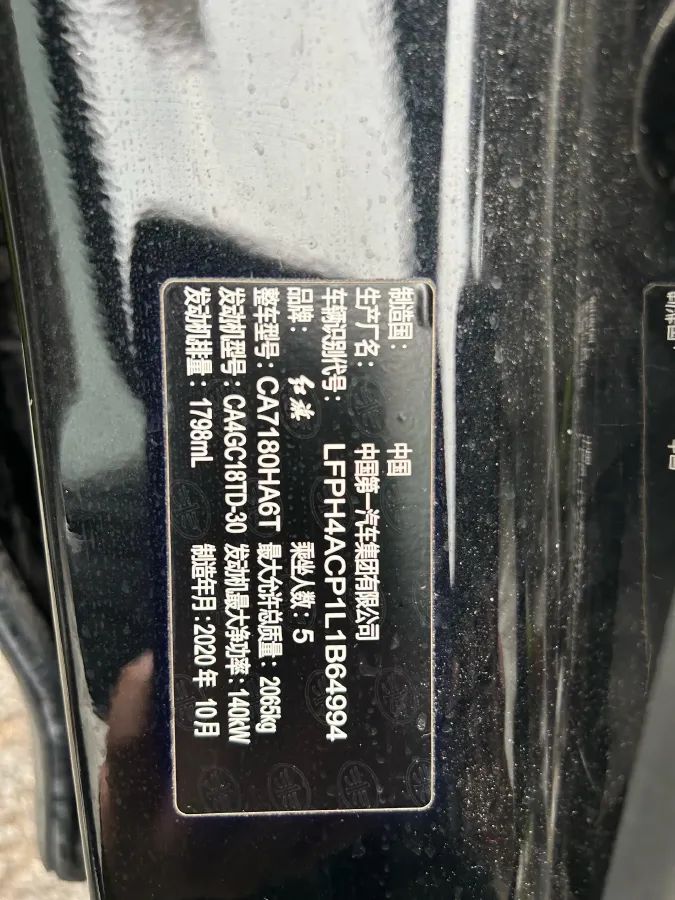 制造国： 中国
生产厂名： 中国第一汽车集团有限公司
车辆识别代号： LFPH4ACP1L1B64994
品牌： 红旗 乘坐人数：5
整车型号：CA7180HA6T 最大允许总质量：2065kg
发动机型号：CA4GC18TD-30 发动机最大净功率：140kW
发动机排量：1798mL 制造年月：2020年 10月